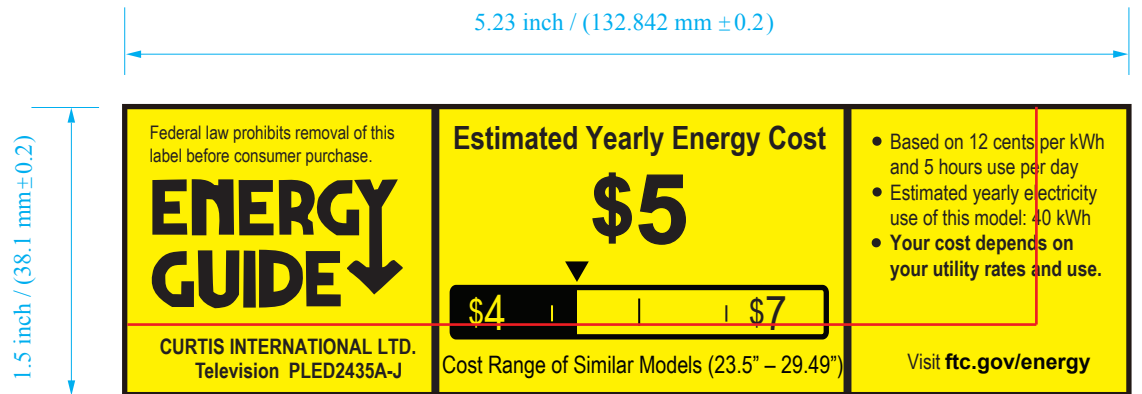 5.23 inch / (132.842 mm ±0.2)
1.5 inch / (38.1 mm±0.2)
Federal law prohibits removal of this
label before consumer purchase.
ENERGY
GUIDE
CURTIS INTERNATIONAL LTD.
Television PLED2435A-J
Estimated Yearly Energy Cost
$5
$4 $7
Cost Range of Similar Models (23.5” – 29.49”)
● Based on 12 cents per kWh
and 5 hours use per day
● Estimated yearly electricity
use of this model: 40 kWh
● Your cost depends on
your utility rates and use.
Visit ftc.gov/energy